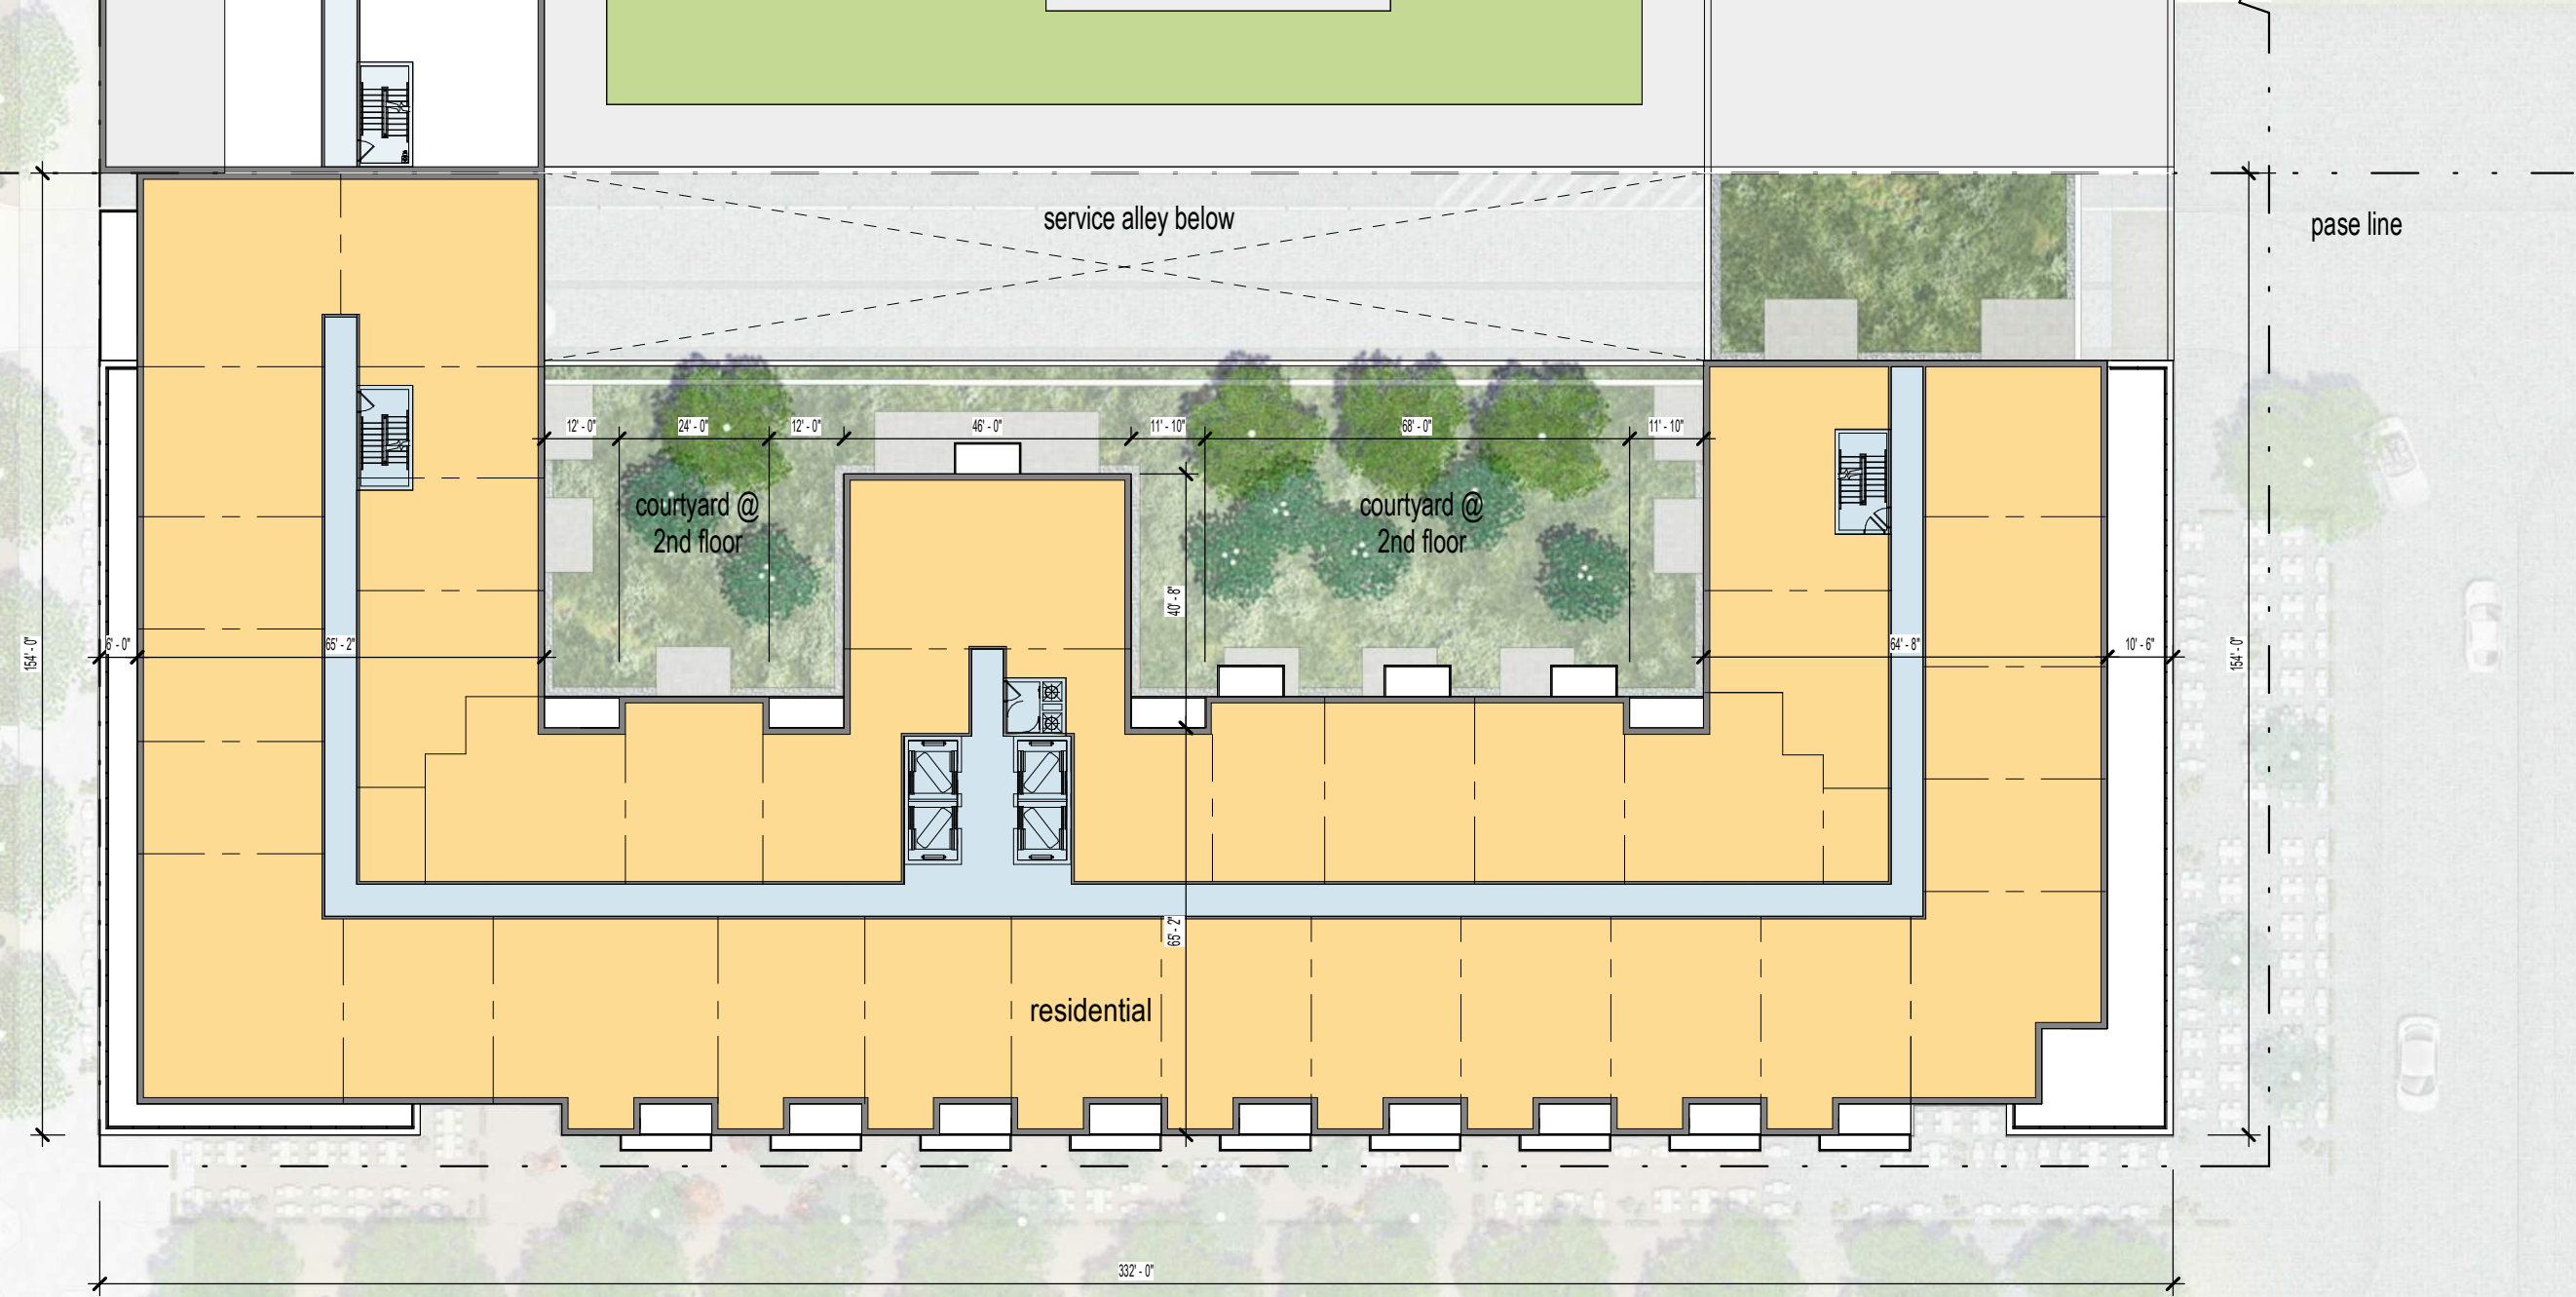 service alley below
pase line
12' - 0"
24' - 0"
12' - 0"
46' - 0"
11' - 10"
68' - 0"
11' - 10"
courtyard @
2nd floor
courtyard @
2nd floor
40' - 8"
154' - 0"
6' - 0"
65' - 2"
64' - 8"
10' - 6"
154' - 0"
65' - 2"
residential
332' - 0"